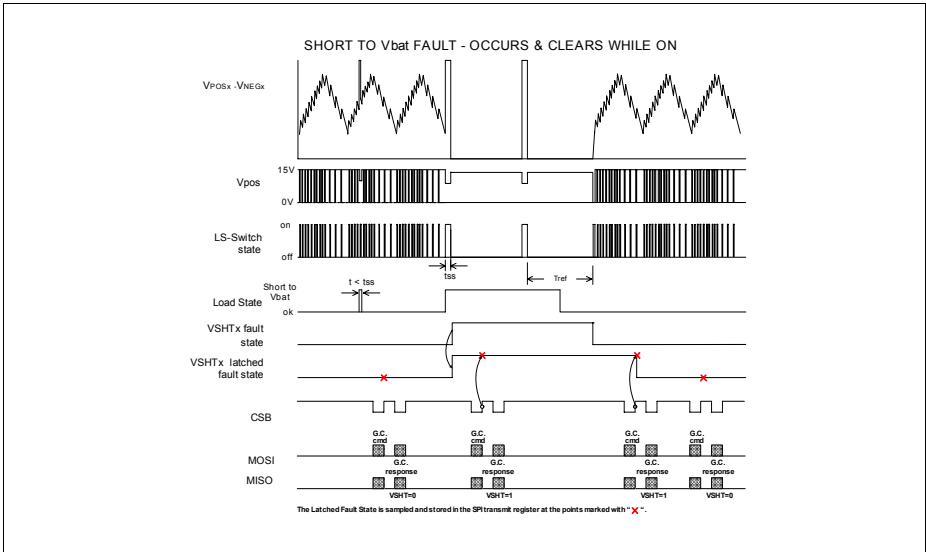 SHORT TO Vbat FAULT - OCCURS & CLEARS WHILE ON
VPOSx -VNEGx
15V
Vpos
0V
on
LS-Switch
state
off
tss
Tref
t < tss
Short to
Vbat
Load State
ok
VSHTx fault
state
VSHTx latched
fault state
CSB
G.C.
cmd
G.C.
cmd
G.C.
cmd
G.C.
cmd
MOSI
G.C.
response
G.C.
response
G.C.
response
G.C.
response
MISO
VSHT=0
VSHT=1
VSHT=1
VSHT=0
The Latched Fault State is sampled and stored in the SPI transmit register at the points marked with " × ".